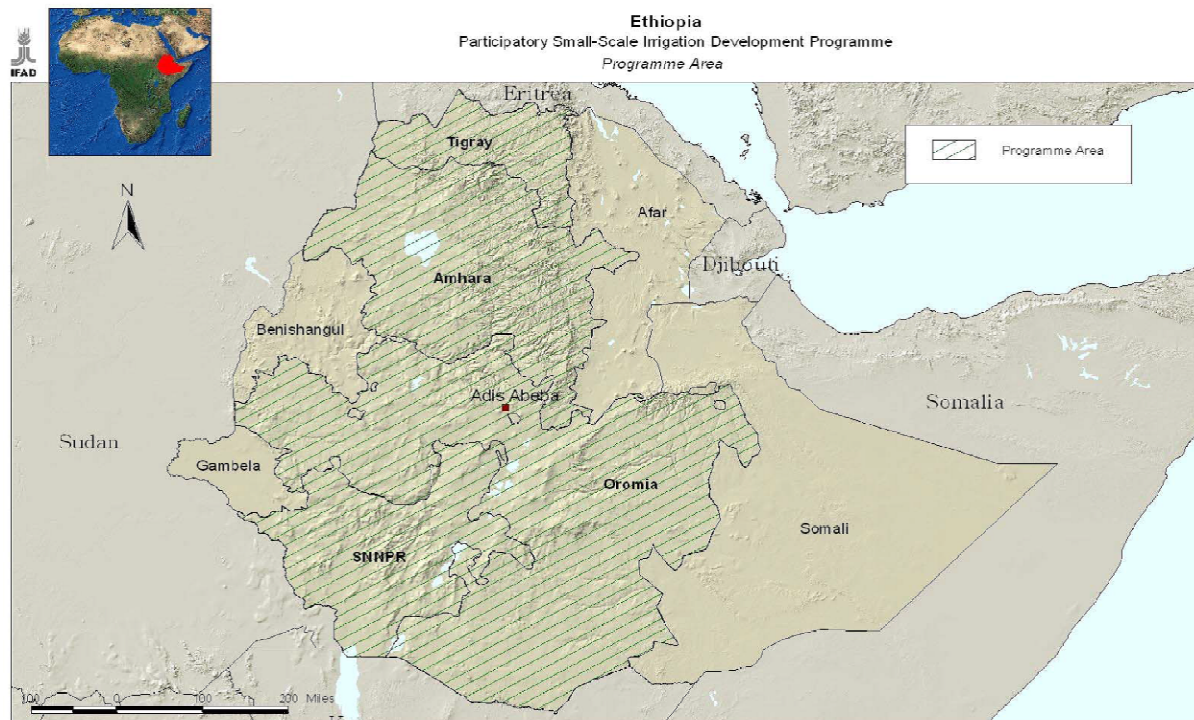 Ethiopia
Participatory Small-Scale Irrigation Development Programme
Programme Area
IFAD
Eritrea
Tigray
Programme Area
N
Afar
Djibouti
Amhara
Benishangul
Adis Abeba
Somalia
Sudan
Gambela
Oromia
Somali
SNNPR
100 0 100 200 Miles